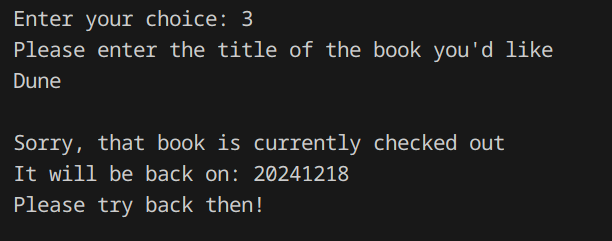 Enter your choice: 3
Please enter the title of the book you'd like
Dune
Sorry, that book is currently checked out
It will be back on: 20241218
Please try back then!